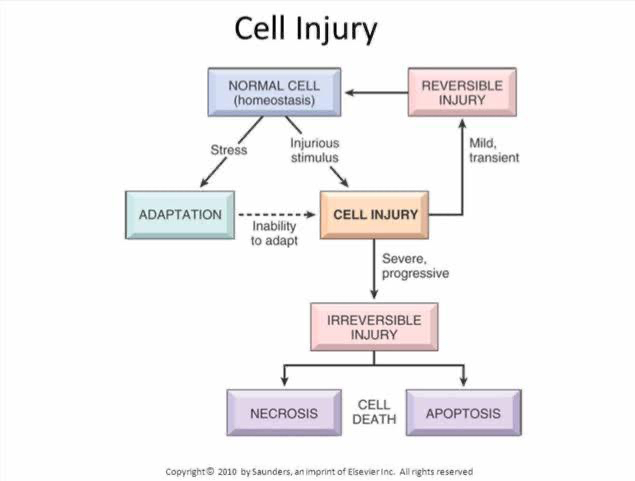 Cell Injury
NORMAL CELL
(homeostasis)
REVERSIBLE
INJURY
Stress
Injurious
stimulus
Mild,
transient
ADAPTATION
Inability
to adapt
CELL INJURY
Severe,
progressive
IRREVERSIBLE
INJURY
NECROSIS
CELL
DEATH
APOPTOSIS
Copyright © 2010 by Saunders, an imprint of Elsevier Inc. All rights reserved